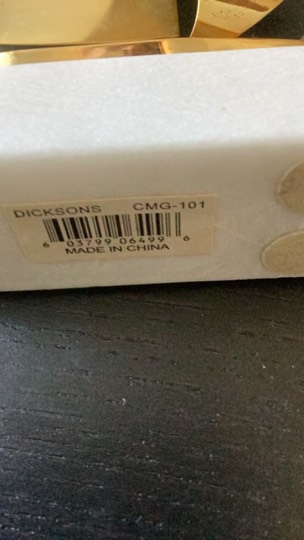 DICKSONS CMG-101
6 03799 06499 6
MADE IN CHINA